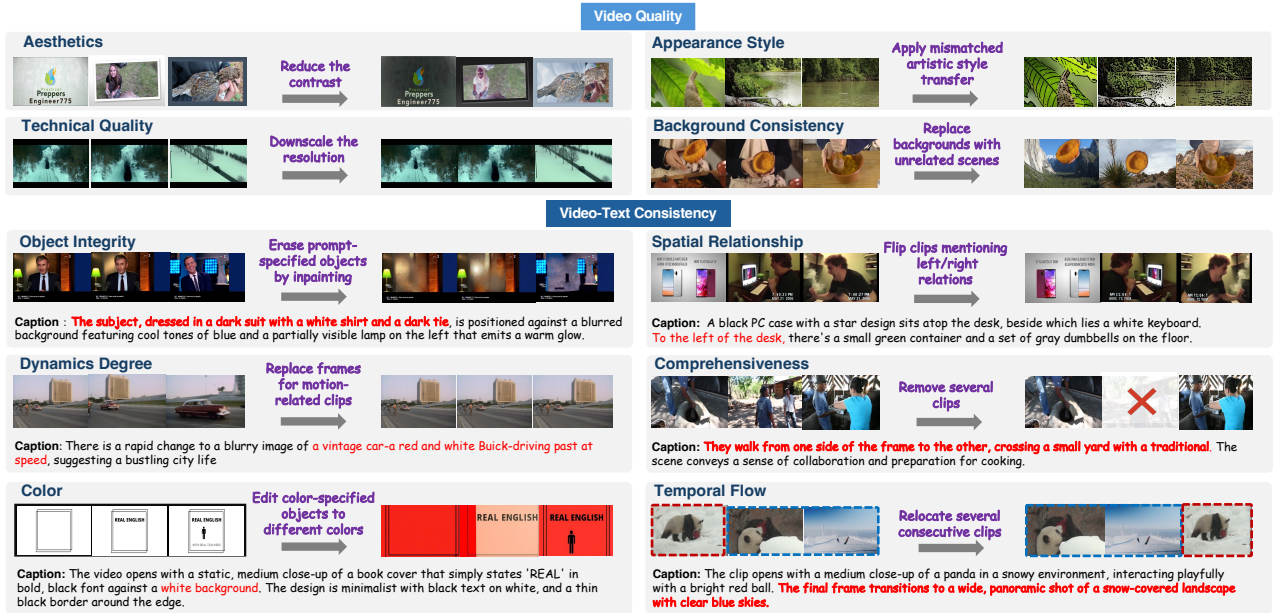 Video Quality
Aesthetics
Practical
Preppers
Engineer775
Reduce the
contrast
Practical
Preppers
Engineer775
Appearance Style
Apply mismatched
artistic style
transfer
Technical Quality
Downscale the
resolution
Background Consistency
Replace
backgrounds with
unrelated scenes
Video-Text Consistency
Object Integrity
Erase prompt-
specified objects
by inpainting
Caption : The subject, dressed in a dark suit with a white shirt and a dark tie, is positioned against a blurred
background featuring cool tones of blue and a partially visible lamp on the left that emits a warm glow.
Spatial Relationship
Flip clips mentioning
left/right
relations
Caption: A black PC case with a star design sits atop the desk, beside which lies a white keyboard.
To the left of the desk, there's a small green container and a set of gray dumbbells on the floor.
Dynamics Degree
Replace frames
for motion-
related clips
Caption: There is a rapid change to a blurry image of a vintage car-a red and white Buick-driving past at
speed, suggesting a bustling city life
Comprehensiveness
Remove several
clips
Caption: They walk from one side of the frame to the other, crossing a small yard with a traditional. The
scene conveys a sense of collaboration and preparation for cooking.
Color
REAL ENGLISH
REAL ENGLISH
Edit color-specified
objects to
different colors
REAL ENGLISH
REAL ENGLISH
Caption: The video opens with a static, medium close-up of a book cover that simply states 'REAL' in
bold, black font against a white background. The design is minimalist with black text on white, and a thin
black border around the edge.
Temporal Flow
Relocate several
consecutive clips
Caption: The clip opens with a medium close-up of a panda in a snowy environment, interacting playfully
with a bright red ball. The final frame transitions to a wide, panoramic shot of a snow-covered landscape
with clear blue skies.